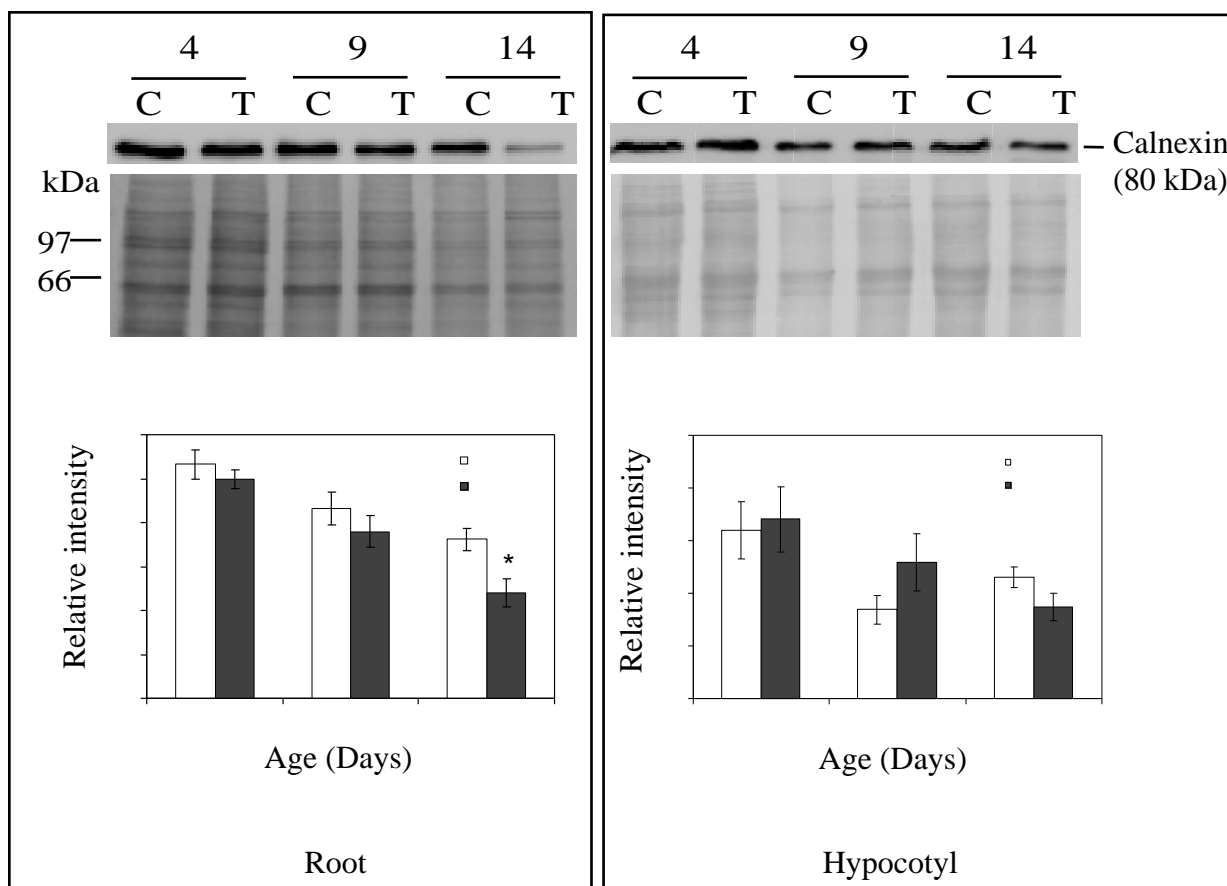 4 9 14
C T C T C T
kDa
97
66
Relative intensity
*
Age (Days)
Root
4 9 14
C T C T C T
Calnexin
(80 kDa)
Relative intensity
Age (Days)
Hypocotyl